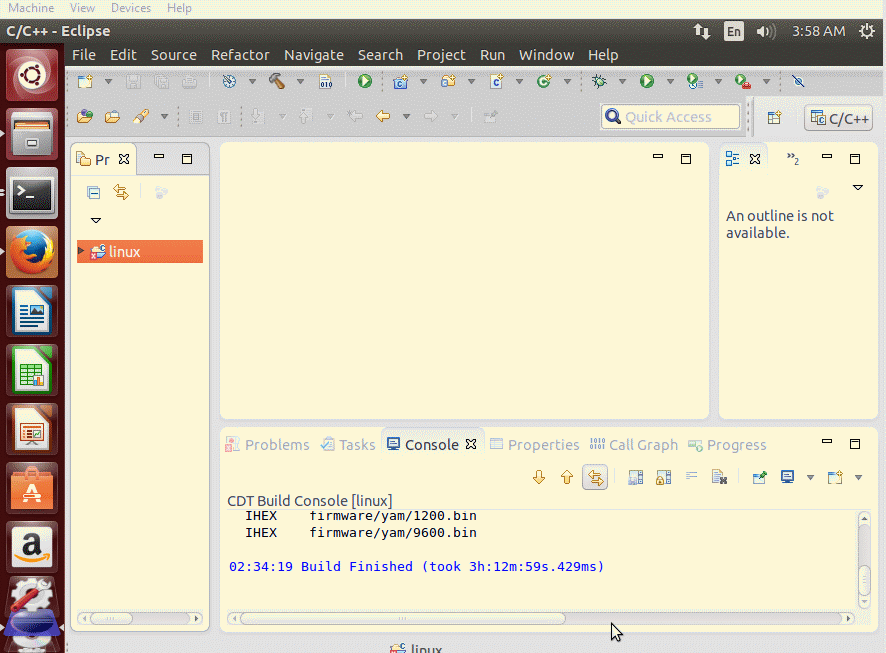 Machine View Devices Help
C/C++ - Eclipse
En
3:58 AM
File Edit Source Refactor Navigate Search Project Run Window Help
010
C
C
Quick Access
C/C++
Pr
»2
An outline is not
available.
linux
Problems Tasks Console Properties Call Graph Progress
CDT Build Console [linux]
IHEX firmware/yam/1200.bin
IHEX firmware/yam/9600.bin
02:34:19 Build Finished (took 3h:12m:59s.429ms)
linux